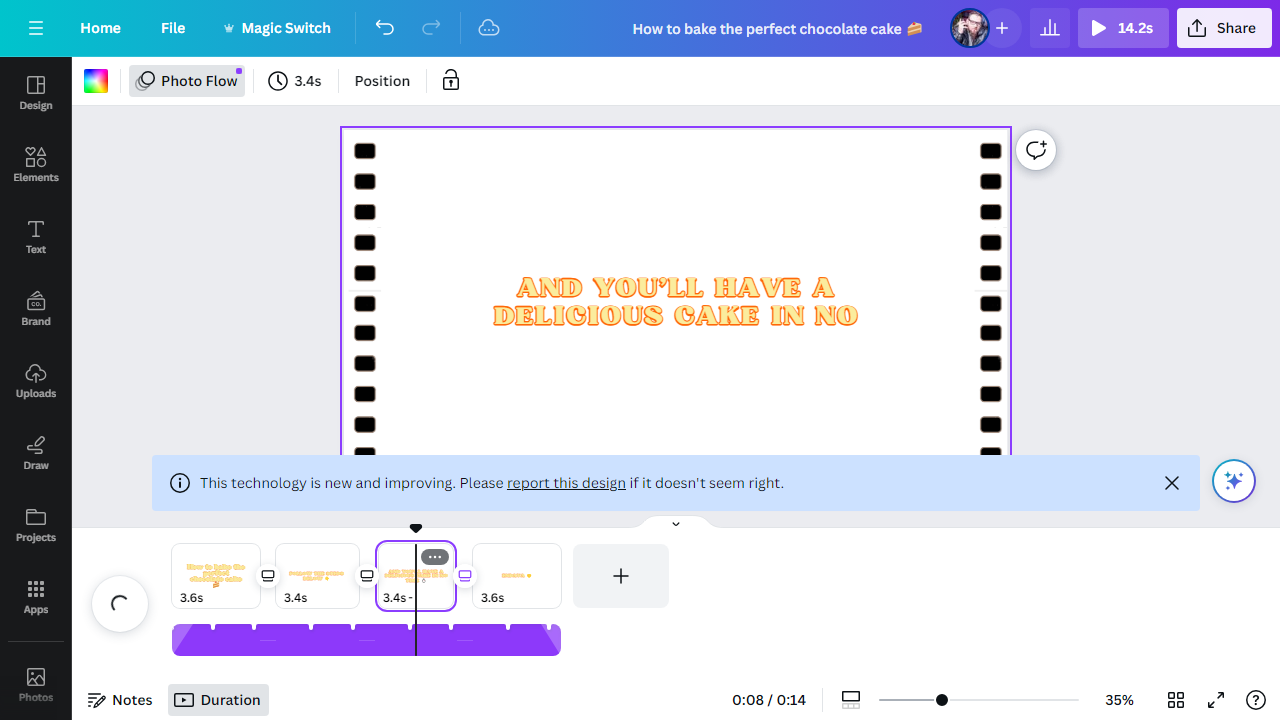 Home
File
Magic Switch
How to bake the perfect chocolate cake 🍰
14.2s
Share
Photo Flow
3.4s
Position
Design
Elements
Text
CO.
Brand
Uploads
Draw
Projects
Apps
Photos
AND YOU'LL HAVE A
DELICIOUS CAKE IN NO
This technology is new and improving. Please report this design if it doesn't seem right.
How to bake the
perfect
chocolate cake
3.6s
3.4s
3.4s-
3.6s
Notes
Duration
0:08 / 0:14
35%